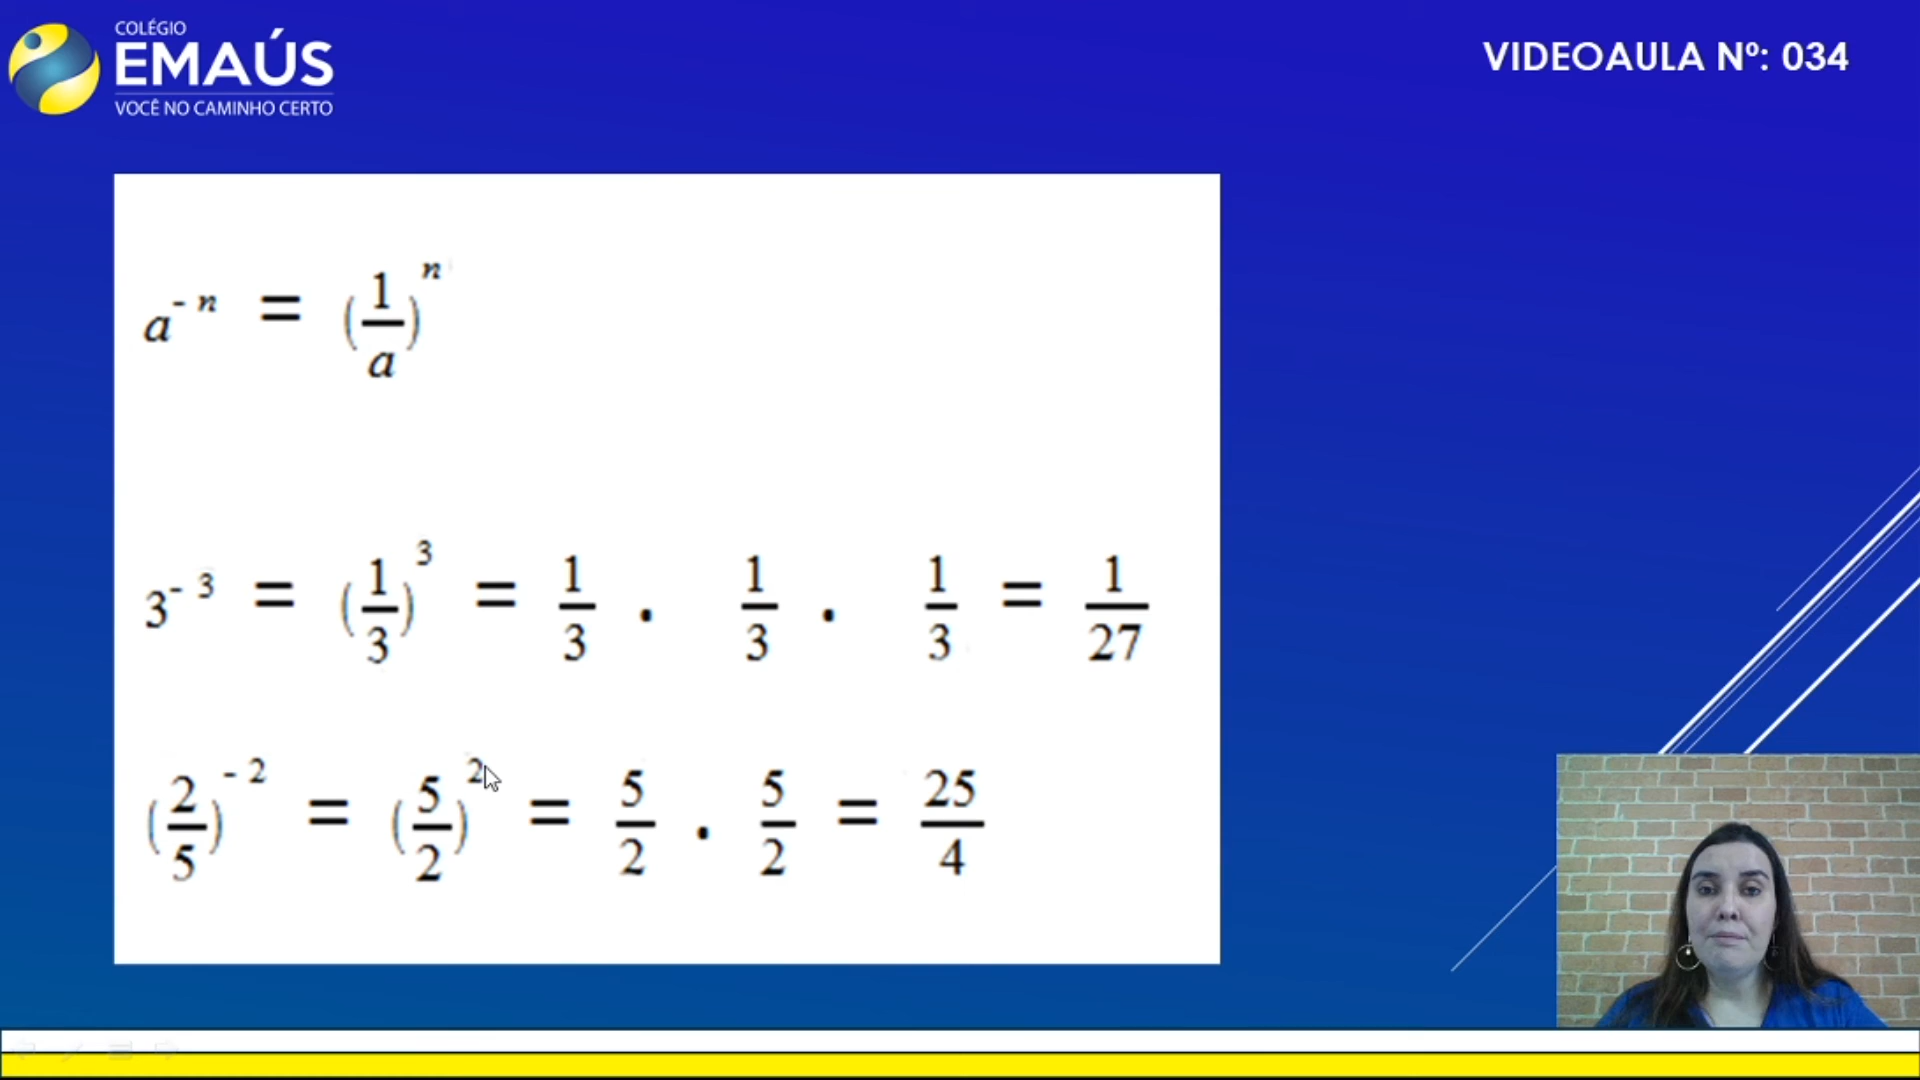 COLÉGIO
EMAÚS
VOCÊ NO CAMINHO CERTO
VIDEOAULA Nº: 034
a^{-n} = (1/a)^n
3^{-3} = (1/3)^3 = 1/3 . 1/3 . 1/3 = 1/27
(2/5)^{-2} = (5/2)^2 = 5/2 . 5/2 = 25/4